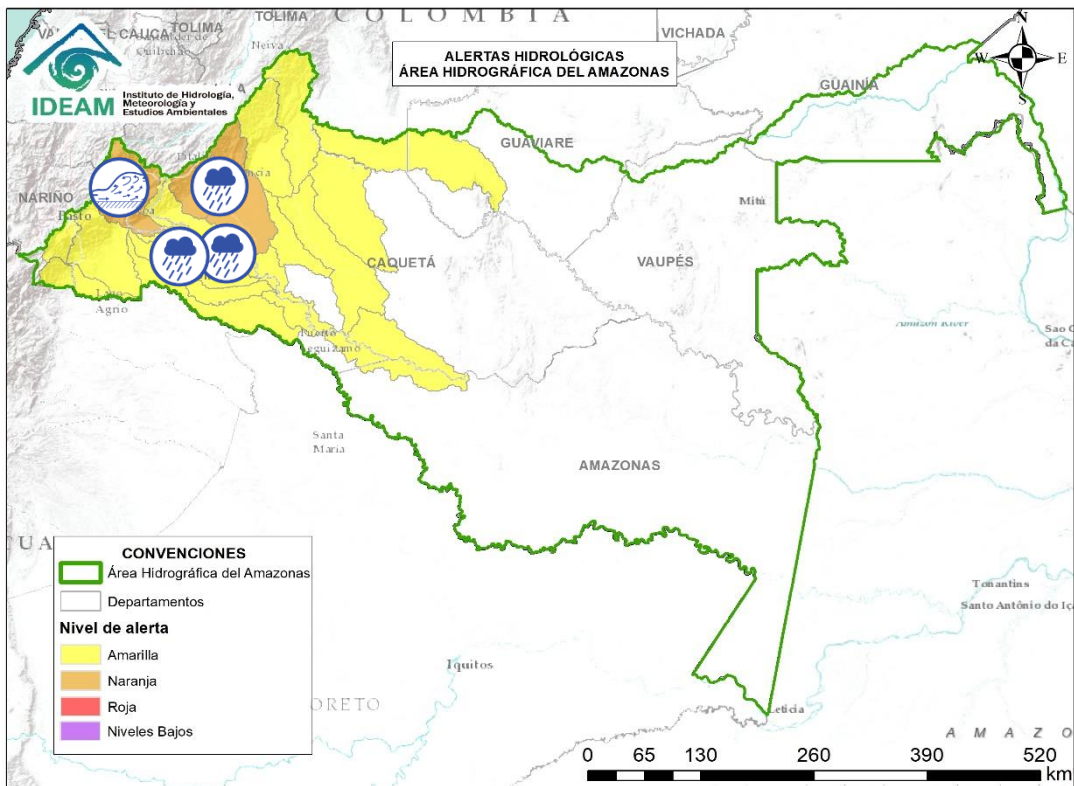 COLOMBIA
TOLIMA
TOLIMA
Neiva
VICHADA
ALERTAS HIDROLÓGICAS
ÁREA HIDROGRÁFICA DEL AMAZONAS
N
W
E
S
IDEAM
Instituto de Hidrología,
Meteorología y
Estudios Ambientales
GUAINÍA
GUAVIARE
NARIÑO
Pasto
Mitú
CAQUETÁ
VAUPÉS
Agrio
Amazon River
Puerto
Leguizamo
Santa
Maria
AMAZONAS
CONVENCIONES
Área Hidrográfica del Amazonas
Departamentos
Nivel de alerta
Amarilla
Naranja
Roja
Niveles Bajos
Tonantins
Santo Antônio do Iça
Iquitos
ORETO
Leticia
A M A Z O
0 65 130 260 390 520
km